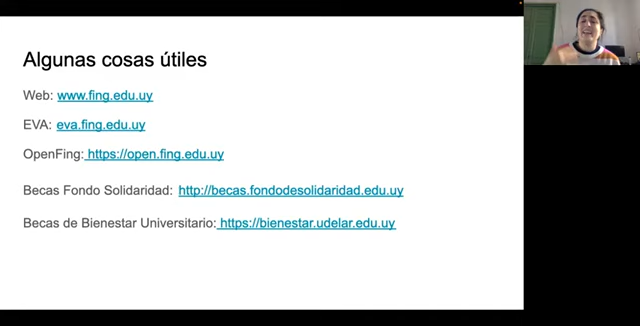 Algunas cosas útiles
Web: www.fing.edu.uy
EVA: eva.fing.edu.uy
OpenFing: https://open.fing.edu.uy
Becas Fondo Solidaridad: http://becas.fondodesolidaridad.edu.uy
Becas de Bienestar Universitario: https://bienestar.udelar.edu.uy